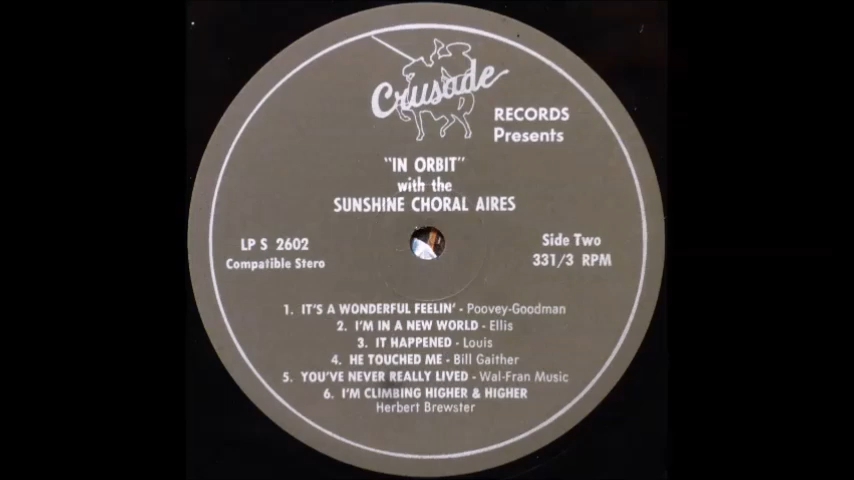 Crusade
RECORDS
Presents
"IN ORBIT"
with the
SUNSHINE CHORAL AIRES
LP S 2602
Compatible Stero
Side Two
331/3 RPM
1. IT'S A WONDERFUL FEELIN' - Poovey-Goodman
2. I'M IN A NEW WORLD - Ellis
3. IT HAPPENED - Louis
4. HE TOUCHED ME - Bill Gaither
5. YOU'VE NEVER REALLY LIVED - Wal-Fran Music
6. I'M CLIMBING HIGHER & HIGHER
Herbert Brewster